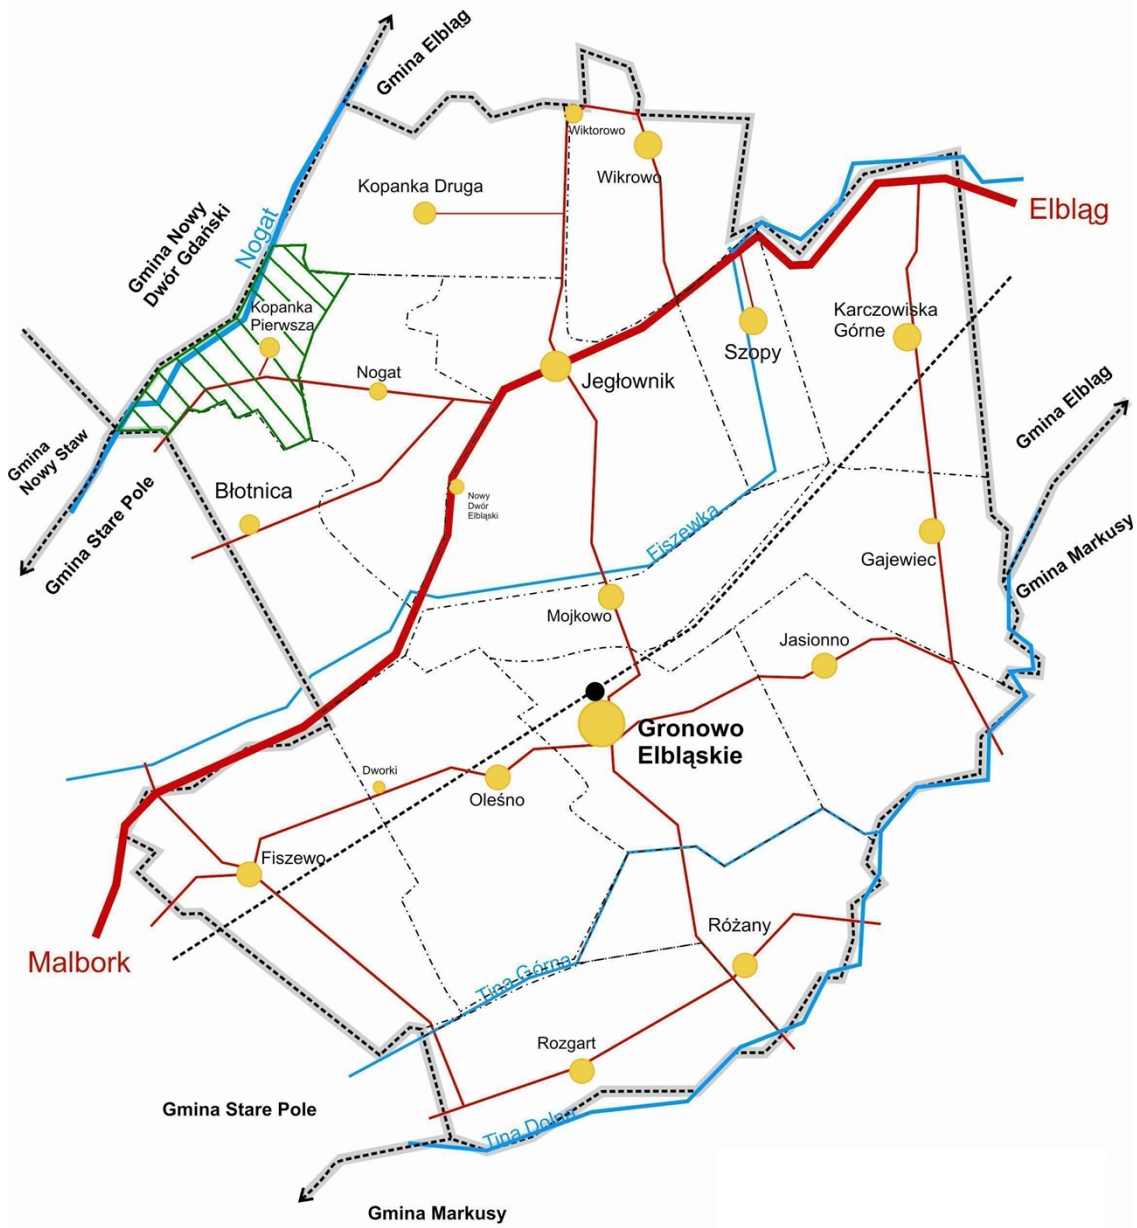 Gmina Elbląg
Wiktorowo
Wikrowo
Kopanka Druga
Elbląg
Gmina Nowy
Dwór Gdański
Nogat
Kopanka
Pierwsza
Karczowiska
Górne
Szopy
Nogat
Jegłownik
Gmina Elbląg
Gmina
Nowy Staw
Gmina Stare Pole
Błotnica
Nowy
Dwór
Elbląski
Fiszewka
Gajewiec
Gmina Markusy
Mojkowo
Jasionno
Gronowo
Elbląskie
Dworki
Oleśno
Fiszewo
Różany
Malbork
Tina Górna
Rozgart
Gmina Stare Pole
Tina Dolna
Gmina Markusy